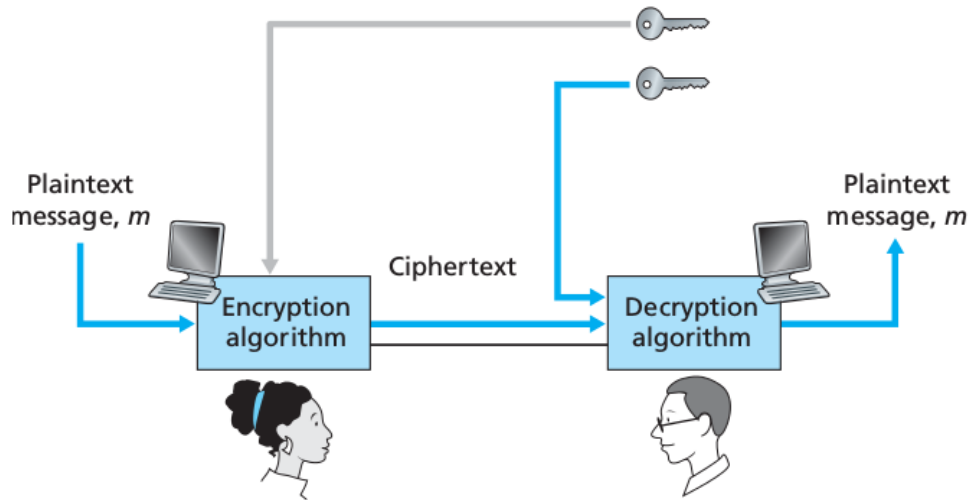 Plaintext
message, m
Ciphertext
Encryption
algorithm
Decryption
algorithm
Plaintext
message, m